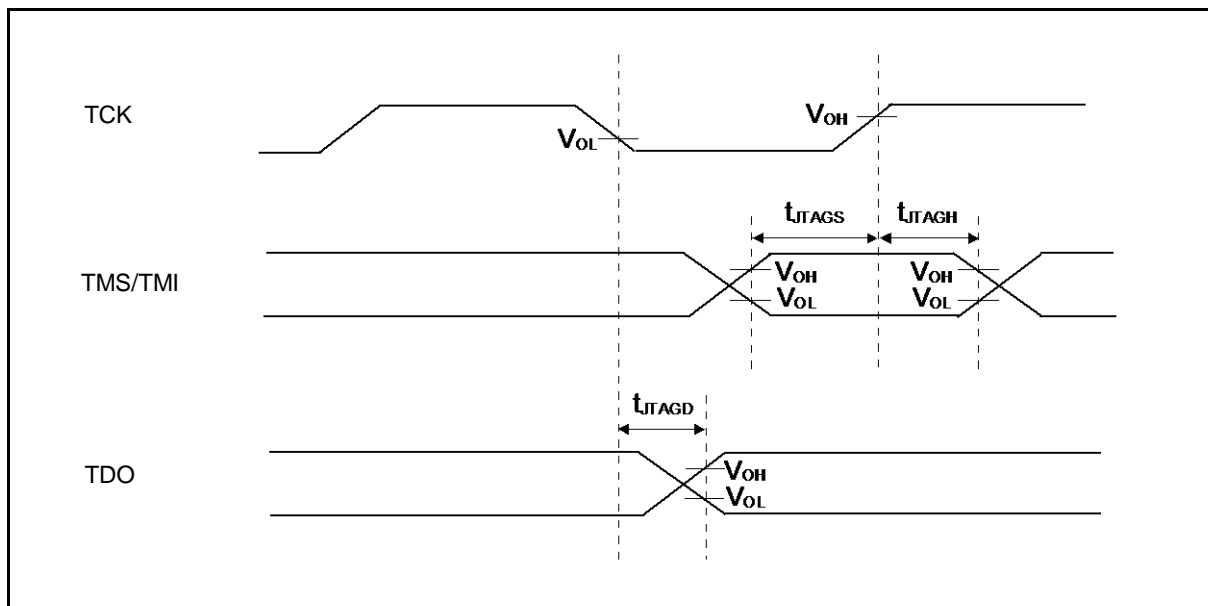 TCK
VOL
VOH
tJTAGS
tJTAGH
TMS/TMI
VOH
VOL
VOH
VOL
tJTAGD
TDO
VOH
VOL